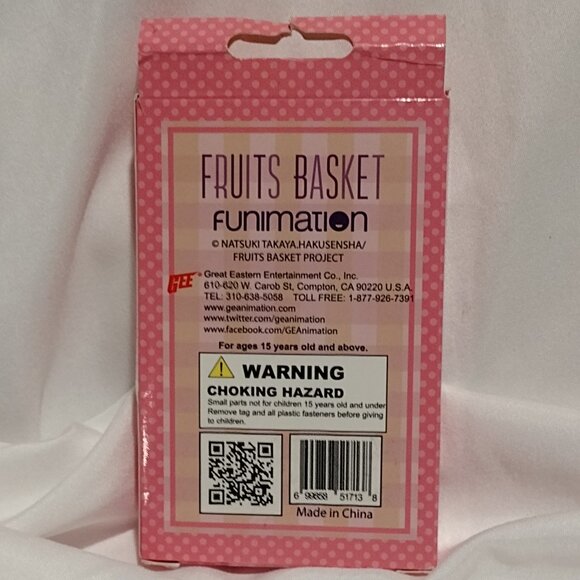 FRUITS BASKET
FUNIMATION
© NATSUKI TAKAYA.HAKUSENSHA/
FRUITS BASKET PROJECT
GEE ® Great Eastern Entertainment Co., Inc.
610-620 W. Carob St, Compton, CA 90220 U.S.A.
TEL: 310-638-5058 TOLL FREE: 1-877-926-7391
www.geanimation.com
www.twitter.com/geanimation
www.facebook.com/GEAnimation
For ages 15 years old and above.
WARNING
CHOKING HAZARD
Small parts not for children 15 years old and under
Remove tag and all plastic fasteners before giving
to children.
6 99858 51713 8
Made in China